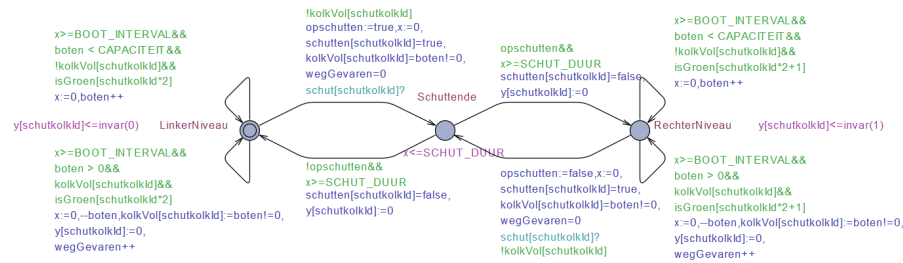 x>=BOOT_INTERVAL&&
boten < CAPACITEIT&&
!kolkVol[schutkolkId]&&
isGroen[schutkolkId*2]
x:=0,boten++
!kolkVol[schutkolkId]
opschutten:=true,x:=0,
schutten[schutkolkId]=true,
kolkVol[schutkolkId]=boten!=0,
wegGevaren=0
schut[schutkolkId]?
opschutten&&
x>=SCHUT_DUUR
schutten[schutkolkId]=false,
y[schutkolkId]:=0
x>=BOOT_INTERVAL&&
boten < CAPACITEIT&&
!kolkVol[schutkolkId]&&
isGroen[schutkolkId*2+1]
x:=0,boten++
Schuttende
y[schutkolkId]<=invar(0)
LinkerNiveau
RechterNiveau
y[schutkolkId]<=invar(1)
x<=SCHUT_DUUR
x>=BOOT_INTERVAL&&
boten > 0&&
kolkVol[schutkolkId]&&
isGroen[schutkolkId*2]
x:=0,--boten,kolkVol[schutkolkId]:=boten!=0,
y[schutkolkId]:=0,
wegGevaren++
!opschutten&&
x>=SCHUT_DUUR
schutten[schutkolkId]=false,
y[schutkolkId]:=0
opschutten:=false,x:=0,
schutten[schutkolkId]=true,
kolkVol[schutkolkId]=boten!=0,
wegGevaren=0
schut[schutkolkId]?
!kolkVol[schutkolkId]
x>=BOOT_INTERVAL&&
boten > 0&&
kolkVol[schutkolkId]&&
isGroen[schutkolkId*2+1]
x:=0,--boten,kolkVol[schutkolkId]:=boten!=0,
y[schutkolkId]:=0,
wegGevaren++